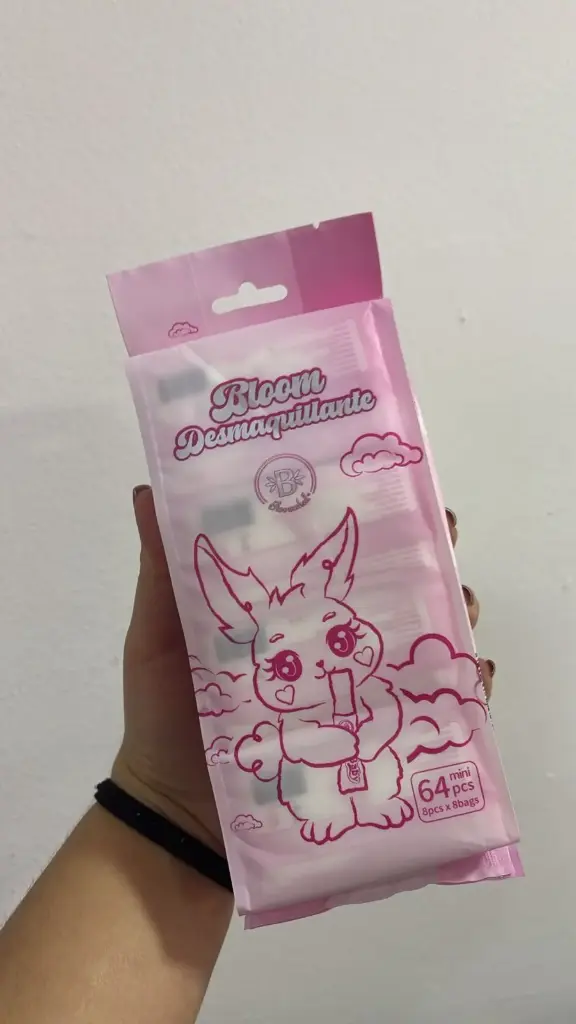 Bloom
Desmaquillante
B
64 mini pcs
8pcs x 8bags